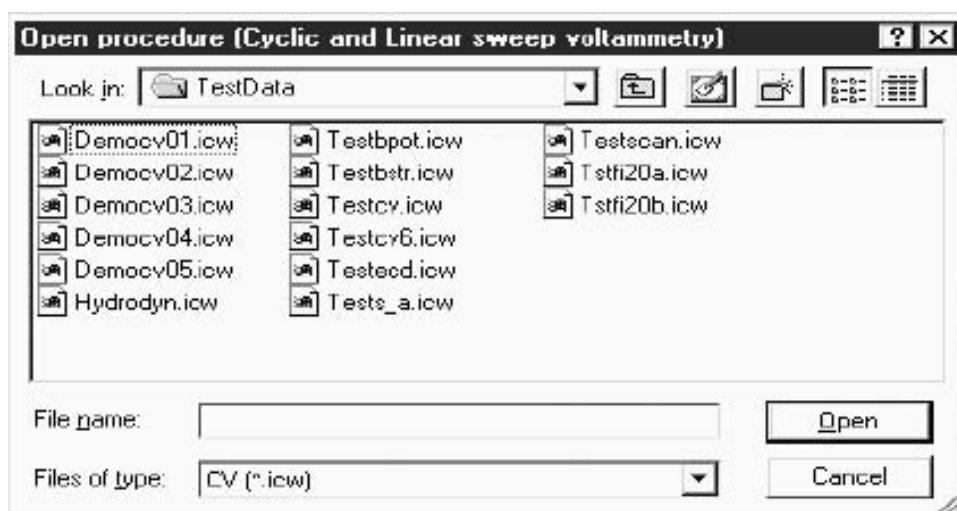 Open procedure (Cyclic and Linear sweep voltammetry)
Look in: TestData
Democv01.icw Testbpot.icw Testscan.icw
Democv02.icw Testbstr.icw Tstfi20a.icw
Democv03.icw Testcv.icw Tstfi20b.icw
Democv04.icw Testcv6.icw
Democv05.icw Testecd.icw
Hydrodyn.icw Tests_a.icw
File name: Open
Files of type: CV (*.icw) Cancel